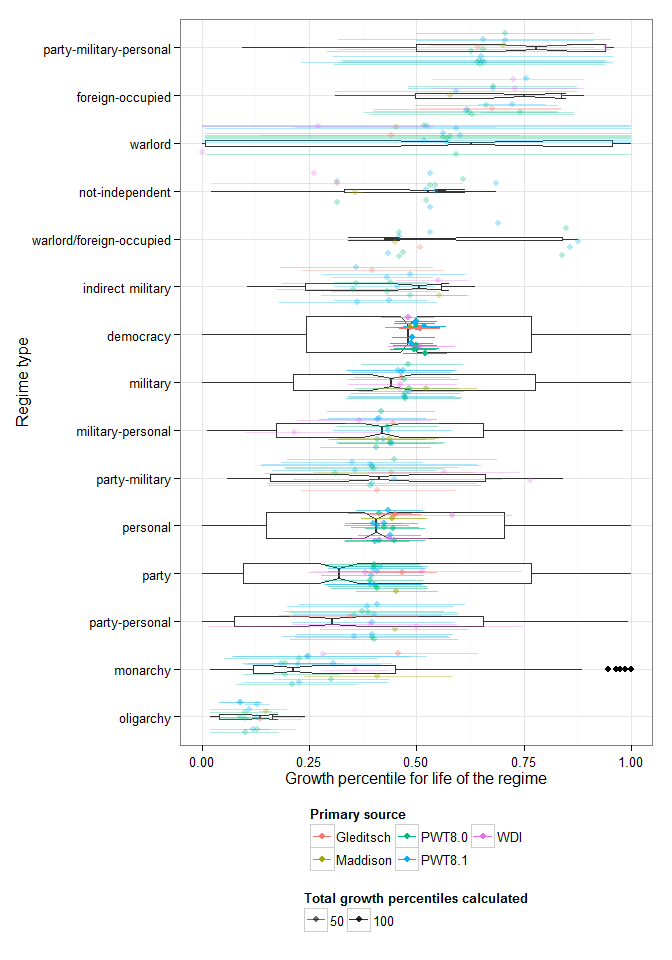 party-military-personal
foreign-occupied
warlord
not-independent
warlord/foreign-occupied
indirect military
democracy
military
military-personal
party-military
personal
party
party-personal
monarchy
oligarchy
Regime type
0.00 0.25 0.50 0.75 1.00
Growth percentile for life of the regime
Primary source
Gleditsch PWT8.0 WDI
Maddison PWT8.1
Total growth percentiles calculated
50 100